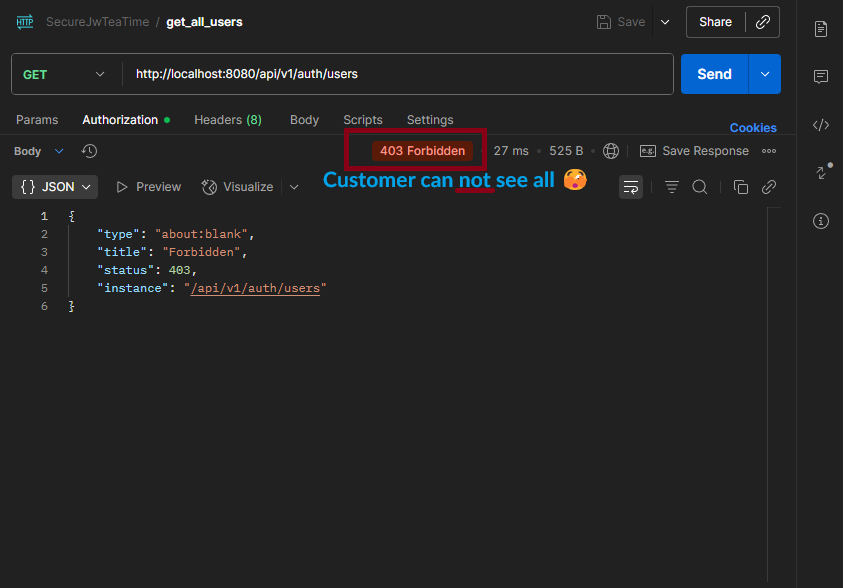 HTTP SecureJwTeaTime / get_all_users Save Share
GET http://localhost:8080/api/v1/auth/users Send
Params Authorization Headers (8) Body Scripts Settings Cookies
Body 403 Forbidden 27 ms 525 B e.g. Save Response
Customer can not see all
{} JSON Preview Visualize
1 {
2 "type": "about:blank",
3 "title": "Forbidden",
4 "status": 403,
5 "instance": "/api/v1/auth/users"
6 }